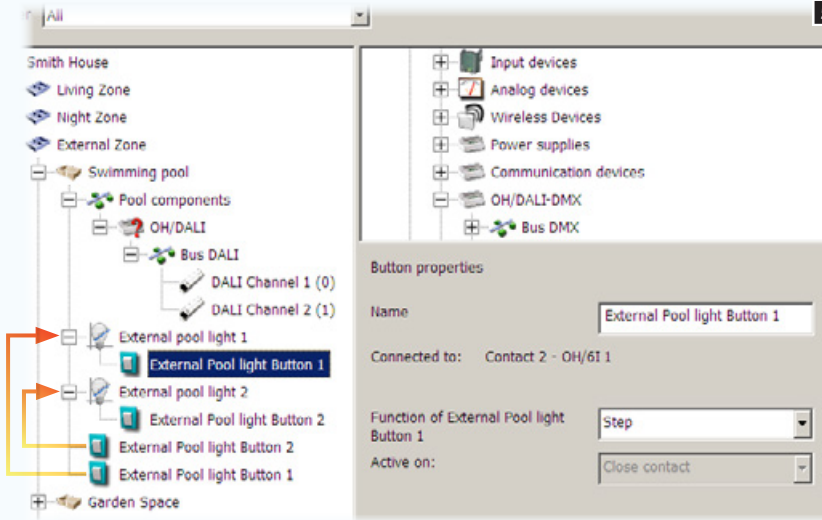 All
Smith House
Living Zone
Night Zone
External Zone
Swimming pool
Pool components
OH/DALI
Bus DALI
DALI Channel 1 (0)
DALI Channel 2 (1)
External pool light 1
External Pool light Button 1
External pool light 2
External Pool light Button 2
External Pool light Button 2
External Pool light Button 1
Garden Space
Input devices
Analog devices
Wireless Devices
Power supplies
Communication devices
OH/DALI-DMX
Bus DMX
Button properties
Name
External Pool light Button 1
Connected to: Contact 2 - OH/6I 1
Function of External Pool light
Button 1
Step
Active on:
Close contact